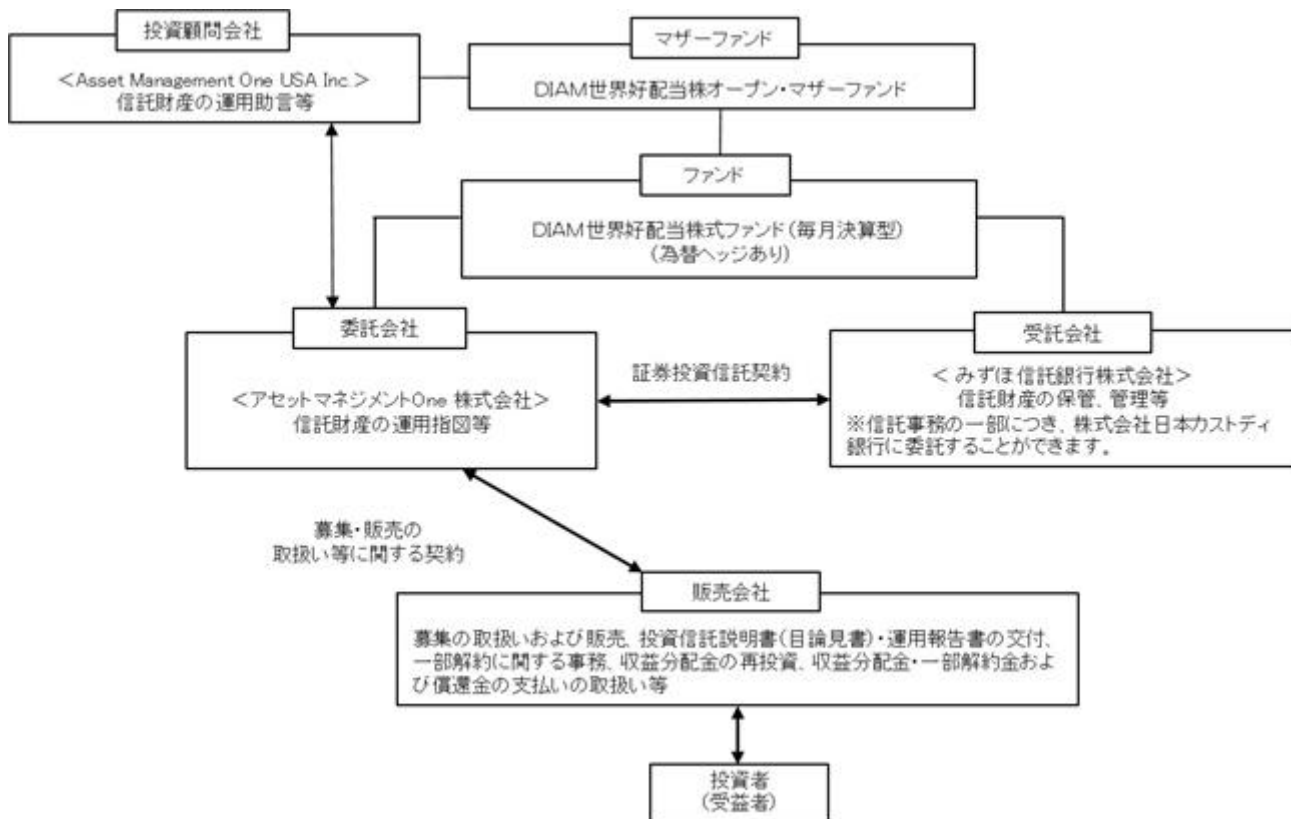 投資顧問会社
<Asset Management One USA Inc.>
信託財産の運用助言等
マザーファンド
DIAM世界好配当株オープン・マザーファンド
ファンド
DIAM世界好配当株式ファンド(毎月決算型)
(為替ヘッジあり)
委託会社
<アセットマネジメントOne 株式会社>
信託財産の運用指図等
証券投資信託契約
受託会社
< みずほ信託銀行株式会社>
信託財産の保管、管理等
※信託事務の一部につき、株式会社日本カストディ
銀行に委託することができます。
募集・販売の
取扱い等に関する契約
販売会社
募集の取扱いおよび販売、投資信託説明書(目論見書)・運用報告書の交付、
一部解約に関する事務、収益分配金の再投資、収益分配金・一部解約金およ
び償還金の支払いの取扱い等
投資者
(受益者)